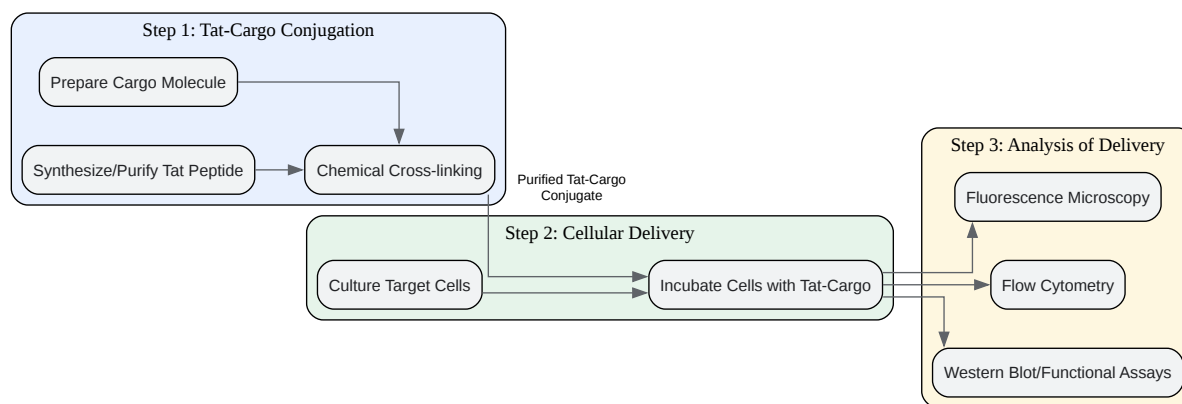 Step 1: Tat-Cargo Conjugation
Prepare Cargo Molecule
Synthesize/Purify Tat Peptide
Chemical Cross-linking
Purified Tat-Cargo
Conjugate
Step 2: Cellular Delivery
Culture Target Cells
Incubate Cells with Tat-Cargo
Step 3: Analysis of Delivery
Fluorescence Microscopy
Flow Cytometry
Western Blot/Functional Assays